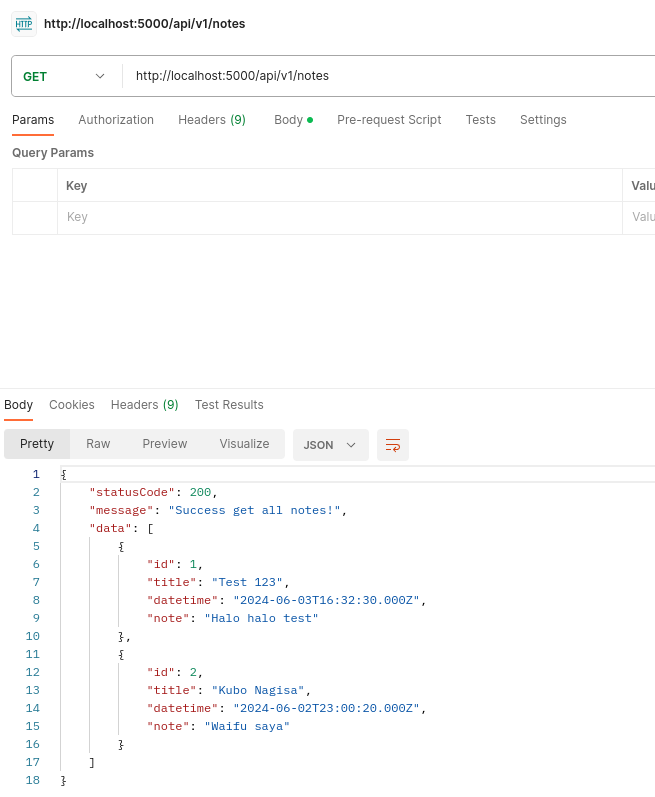 HTTP http://localhost:5000/api/v1/notes
GET http://localhost:5000/api/v1/notes
Params Authorization Headers (9) Body Pre-request Script Tests Settings
Query Params
Key Valu
Key Valu
Body Cookies Headers (9) Test Results
Pretty Raw Preview Visualize JSON
1 {
2 "statusCode": 200,
3 "message": "Success get all notes!",
4 "data": [
5 {
6 "id": 1,
7 "title": "Test 123",
8 "datetime": "2024-06-03T16:32:30.000Z",
9 "note": "Halo halo test"
10 },
11 {
12 "id": 2,
13 "title": "Kubo Nagisa",
14 "datetime": "2024-06-02T23:00:20.000Z",
15 "note": "Waifu saya"
16 }
17 ]
18 }